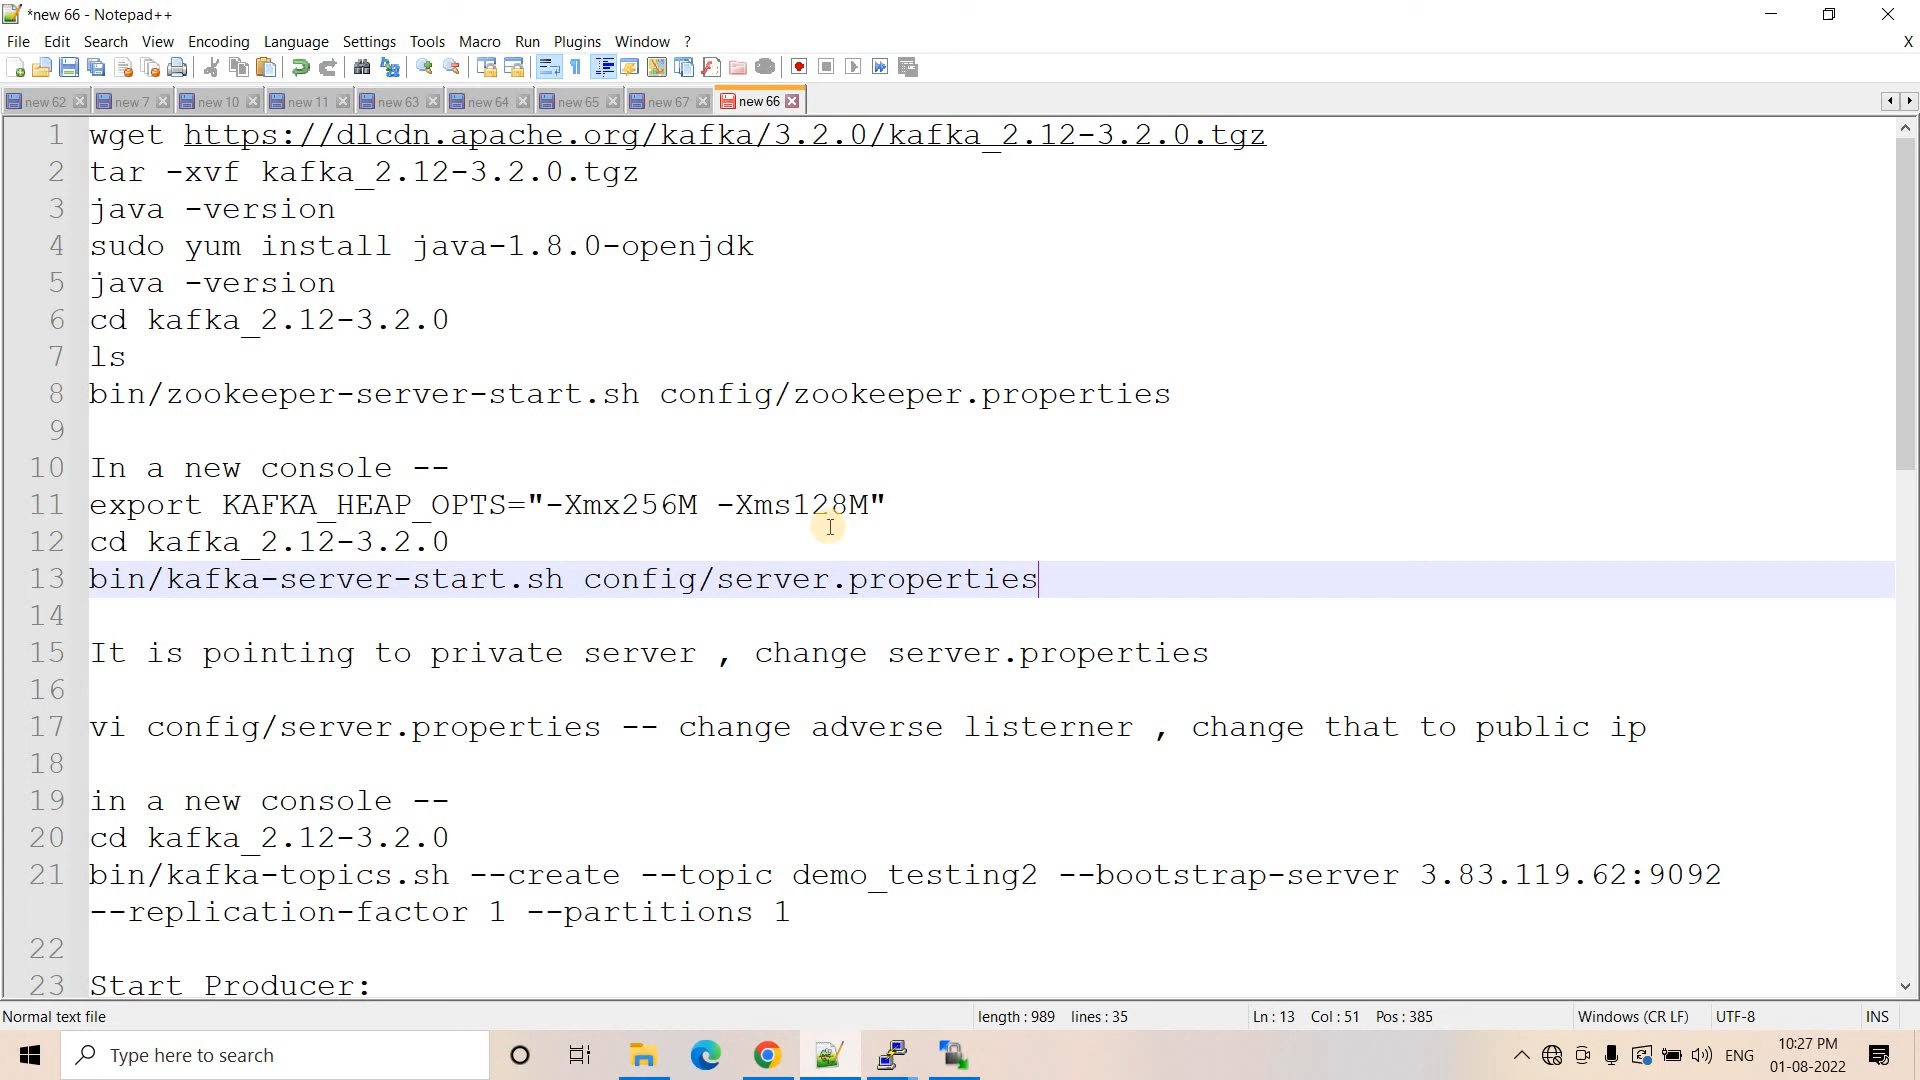 *new 66 - Notepad++
File Edit Search View Encoding Language Settings Tools Macro Run Plugins Window ? X
new 62 new 7 new 10 new 11 new 63 new 64 new 65 new 67 new 66
1 wget https://dlcdn.apache.org/kafka/3.2.0/kafka_2.12-3.2.0.tgz
2 tar -xvf kafka_2.12-3.2.0.tgz
3 java -version
4 sudo yum install java-1.8.0-openjdk
5 java -version
6 cd kafka_2.12-3.2.0
7 ls
8 bin/zookeeper-server-start.sh config/zookeeper.properties
9
10 In a new console --
11 export KAFKA_HEAP_OPTS="-Xmx256M -Xms128M"
12 cd kafka_2.12-3.2.0
13 bin/kafka-server-start.sh config/server.properties
14
15 It is pointing to private server , change server.properties
16
17 vi config/server.properties -- change adverse listerner , change that to public ip
18
19 in a new console --
20 cd kafka_2.12-3.2.0
21 bin/kafka-topics.sh --create --topic demo_testing2 --bootstrap-server 3.83.119.62:9092
--replication-factor 1 --partitions 1
22
23 Start Producer:
Normal text file length : 989 lines : 35 Ln : 13 Col : 51 Pos : 385 Windows (CR LF) UTF-8 INS
Type here to search ENG 10:27 PM
01-08-2022